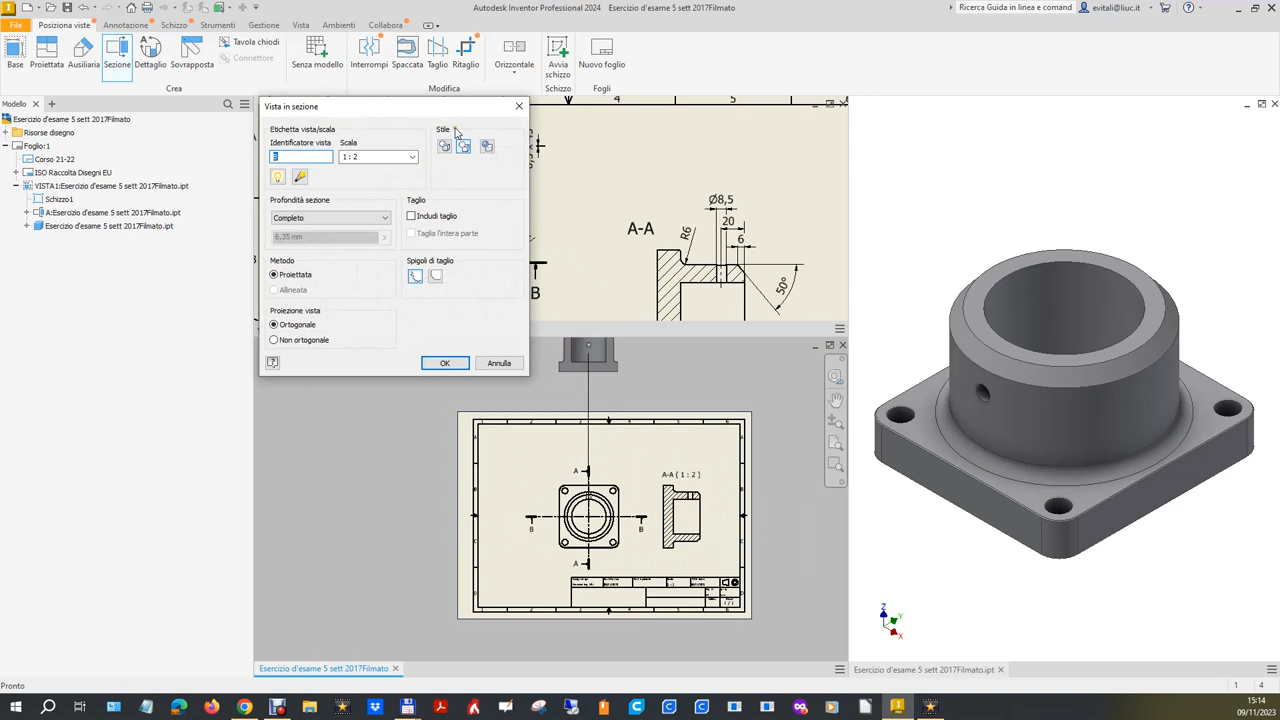 Autodesk Inventor Professional 2024    Esercizio d'esame 5 sett 2017Filmato
Ricerca Guida in linea e comand
evitali@liuc.it
File
Posiziona viste
Annotazione
Schizzo
Strumenti
Gestione
Vista
Ambienti
Collabora
Base
Proiettata
Ausiliaria
Sezione
Dettaglio
Sovrapposta
Tavola chiodi
Connettore
Senza modello
Interrompi
Spaccata
Taglio
Ritaglio
Orizzontale
Avvia
schizzo
Nuovo foglio
Crea
Modifica
Schizzo
Fogli
Modello
Esercizio d'esame 5 sett 2017Filmato
Risorse disegno
Foglio:1
Corso 21-22
ISO Raccolta Disegni EU
VISTA1:Esercizio d'esame 5 sett 2017Filmato.ipt
Schizzo1
A:Esercizio d'esame 5 sett 2017Filmato.ipt
Esercizio d'esame 5 sett 2017Filmato.ipt
Vista in sezione
Etichetta vista/scala
Identificatore vista
Scala
B
1 : 2
Stile
Profondità sezione
Completo
6,35 mm
Taglio
Includi taglio
Taglia l'intera parte
Metodo
Proiettata
Allineata
Spigoli di taglio
Proiezione vista
Ortogonale
Non ortogonale
OK
Annulla
4
5
B
A-A
R6
Ø8,5
20
6
50°
A
A-A ( 1 : 2 )
B
B
A
Z
Y
X
Esercizio d'esame 5 sett 2017Filmato
Esercizio d'esame 5 sett 2017Filmato.ipt
Pronto
1
4
15:14
09/11/2023